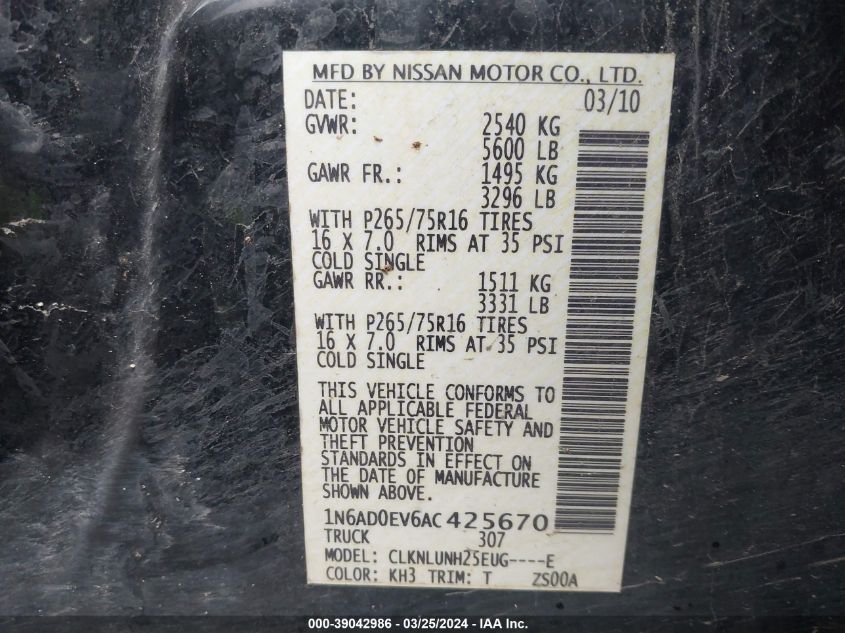 MFD BY NISSAN MOTOR CO., LTD.
DATE: 03/10
GVWR: 2540 KG
5600 LB
GAWR FR.: 1495 KG
3296 LB
WITH P265/75R16 TIRES
16 X 7.0 RIMS AT 35 PSI
COLD SINGLE
GAWR RR.: 1511 KG
3331 LB
WITH P265/75R16 TIRES
16 X 7.0 RIMS AT 35 PSI
COLD SINGLE
THIS VEHICLE CONFORMS TO
ALL APPLICABLE FEDERAL
MOTOR VEHICLE SAFETY AND
THEFT PREVENTION
STANDARDS IN EFFECT ON
THE DATE OF MANUFACTURE
SHOWN ABOVE.
1N6AD0EV6AC425670
TRUCK 307
MODEL: CLKNLUNH25EUG----E
COLOR: KH3 TRIM: T ZS00A
000-39042986 - 03/25/2024 - IAAI.com